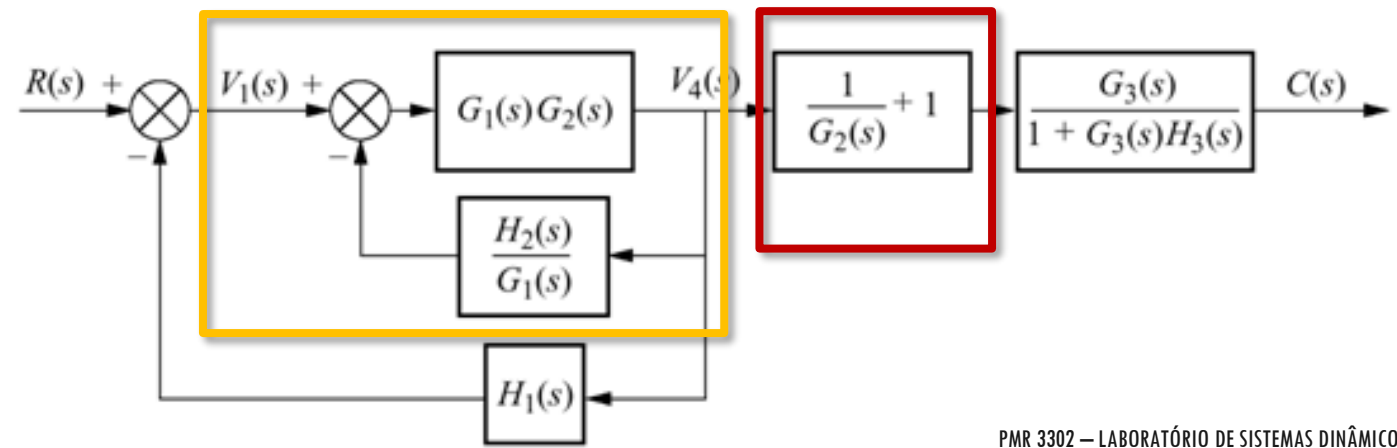 R(s) +
V₁(s) +
G₁(s)G₂(s)
V₄(s)
1/G₂(s) + 1
G₃(s)/1 + G₃(s)H₃(s)
C(s)
−
−
H₂(s)/G₁(s)
H₁(s)
PMR 3302 – LABORATÓRIO DE SISTEMAS DINÂMICO